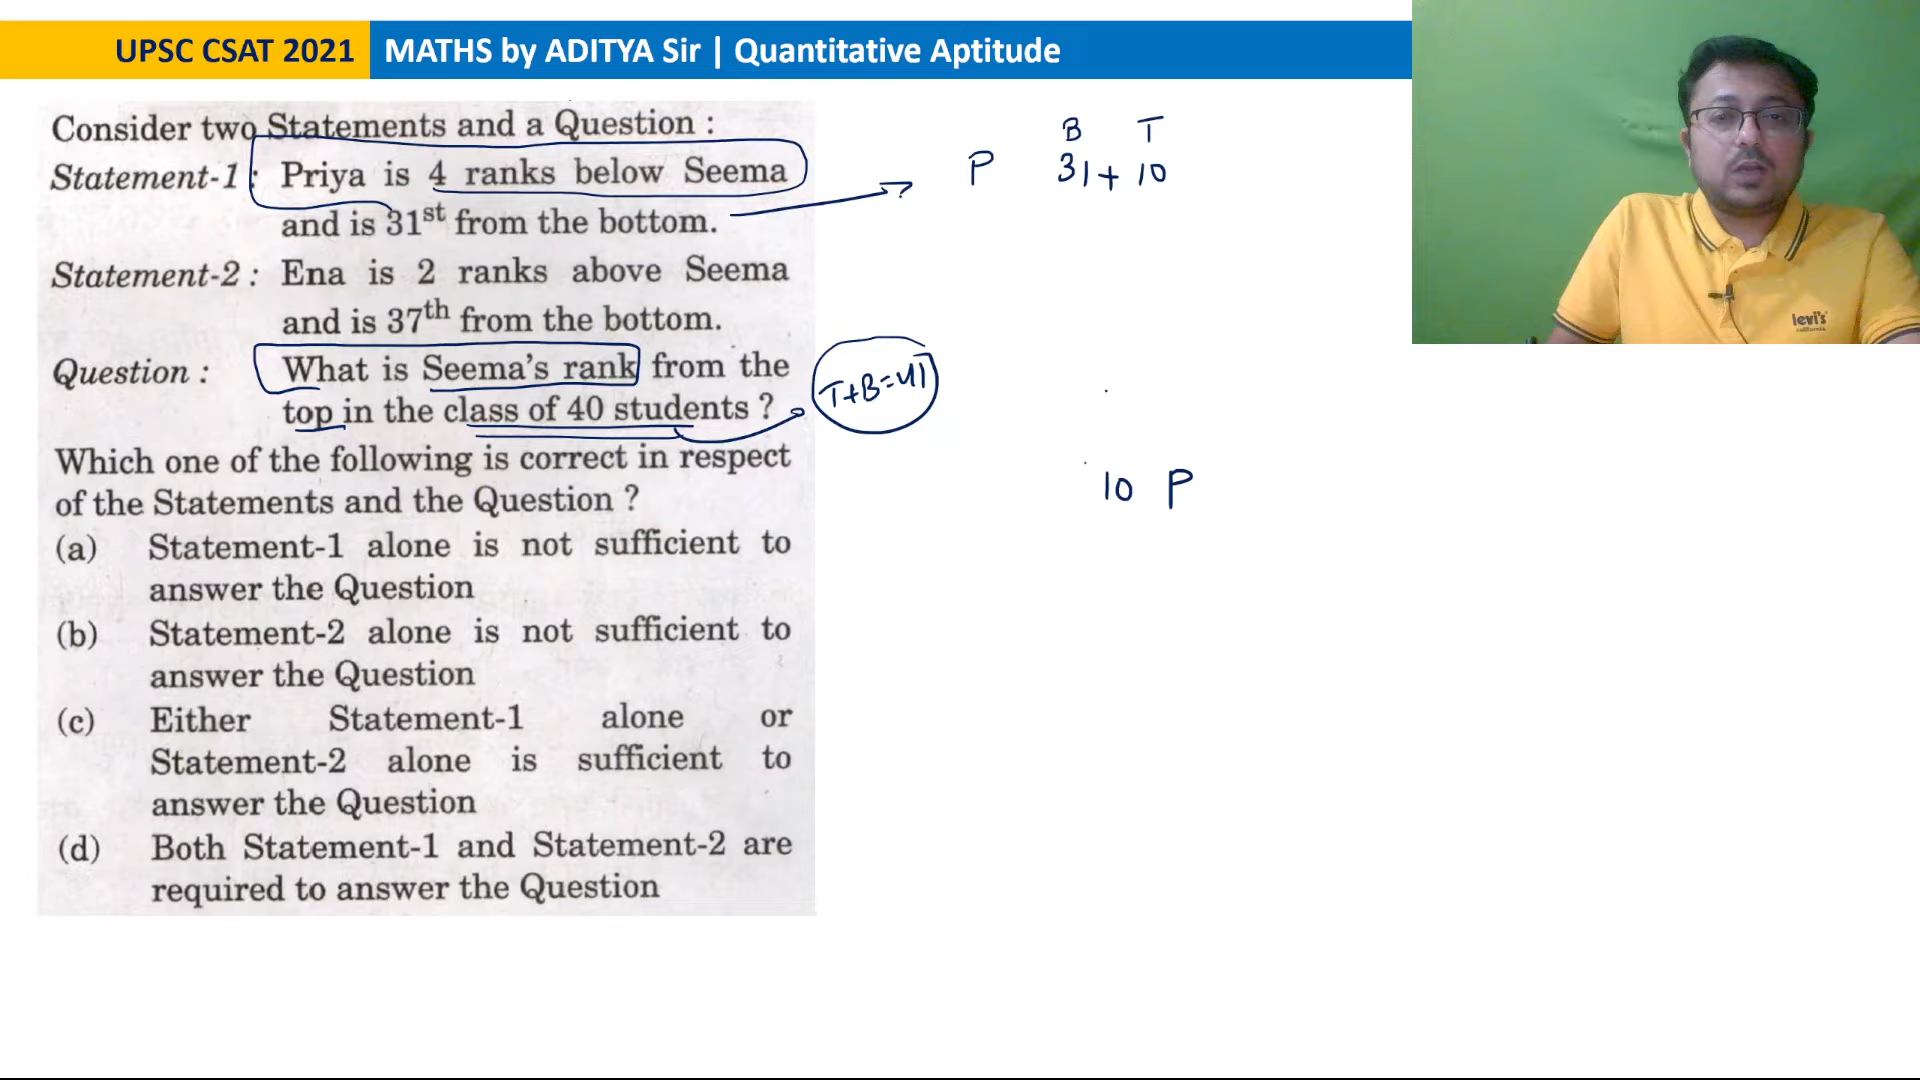 UPSC CSAT 2021 MATHS by ADITYA Sir | Quantitative Aptitude
Consider two Statements and a Question :
Statement-1 : Priya is 4 ranks below Seema
and is 31st from the bottom.
Statement-2 : Ena is 2 ranks above Seema
and is 37th from the bottom.
Question : What is Seema's rank from the
top in the class of 40 students ?
Which one of the following is correct in respect
of the Statements and the Question ?
(a) Statement-1 alone is not sufficient to
answer the Question
(b) Statement-2 alone is not sufficient to
answer the Question
(c) Either Statement-1 alone or
Statement-2 alone is sufficient to
answer the Question
(d) Both Statement-1 and Statement-2 are
required to answer the Question
T+B=41
B T
P 31+10
10 P
levi's